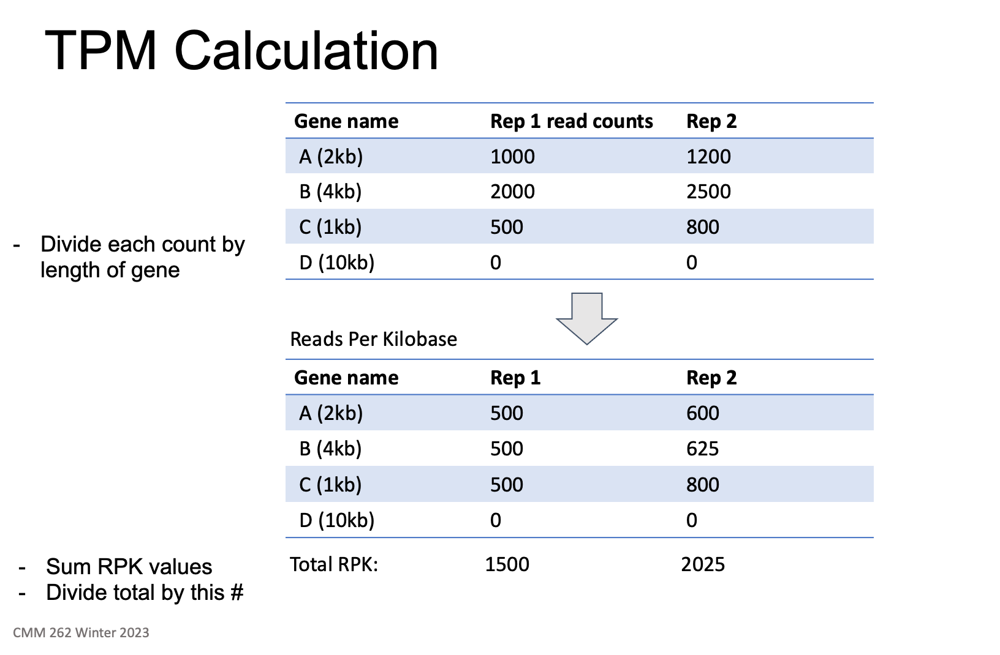 TPM Calculation
Gene name Rep 1 read counts Rep 2
A (2kb) 1000 1200
B (4kb) 2000 2500
C (1kb) 500 800
D (10kb) 0 0
- Divide each count by
length of gene
Reads Per Kilobase
Gene name Rep 1 Rep 2
A (2kb) 500 600
B (4kb) 500 625
C (1kb) 500 800
D (10kb) 0 0
Total RPK: 1500 2025
- Sum RPK values
- Divide total by this #
CMM 262 Winter 2023